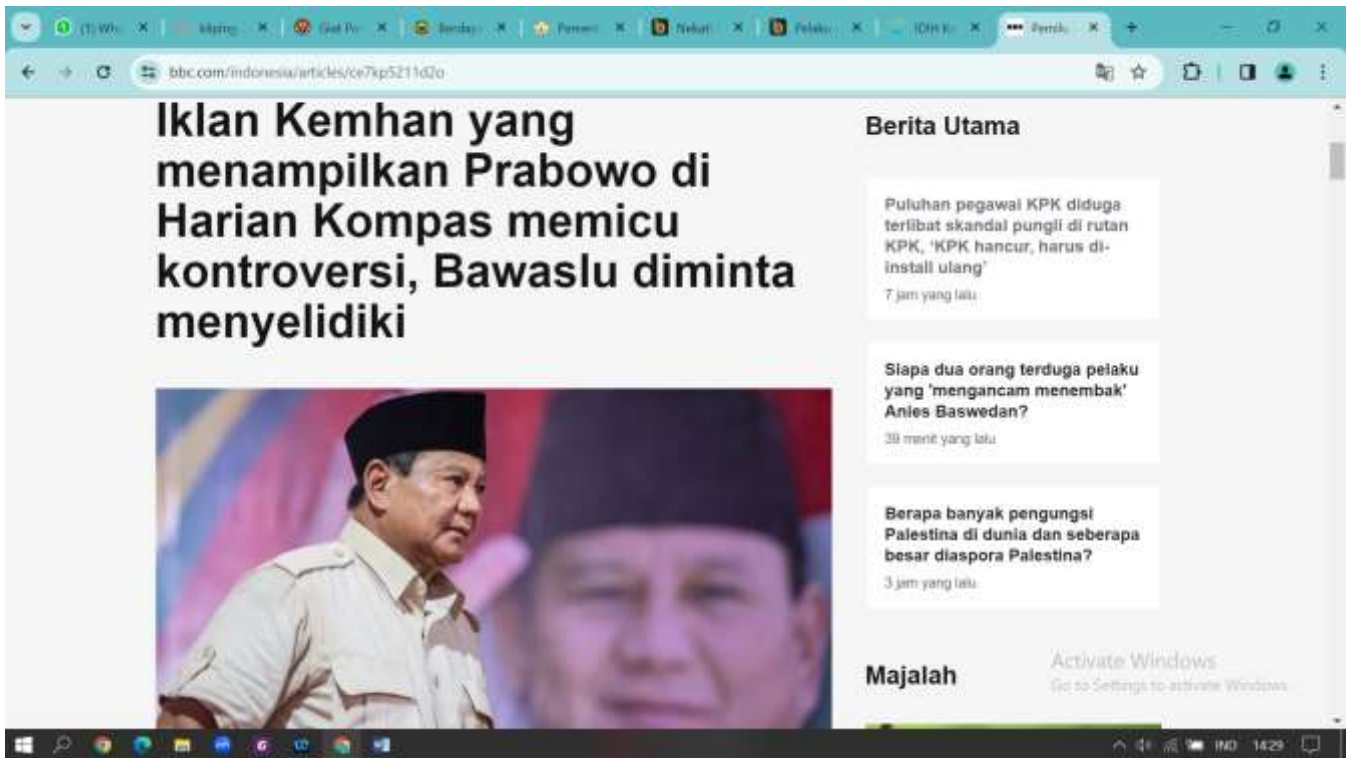 bbc.com/indonesia/articles/ce7kp5211d2o
Iklan Kemhan yang
menampilkan Prabowo di
Harian Kompas memicu
kontroversi, Bawaslu diminta
menyelidiki
Berita Utama
Puluhan pegawai KPK diduga
terlibat skandal pungli di rutan
KPK, ‘KPK hancur, harus di-
install ulang’
7 jam yang lalu
Siapa dua orang terduga pelaku
yang 'mengancam menembak'
Anies Baswedan?
39 menit yang lalu
Berapa banyak pengungsi
Palestina di dunia dan seberapa
besar diaspora Palestina?
3 jam yang lalu
Majalah
Activate Windows
Go to Settings to activate Windows.
IND 14:29